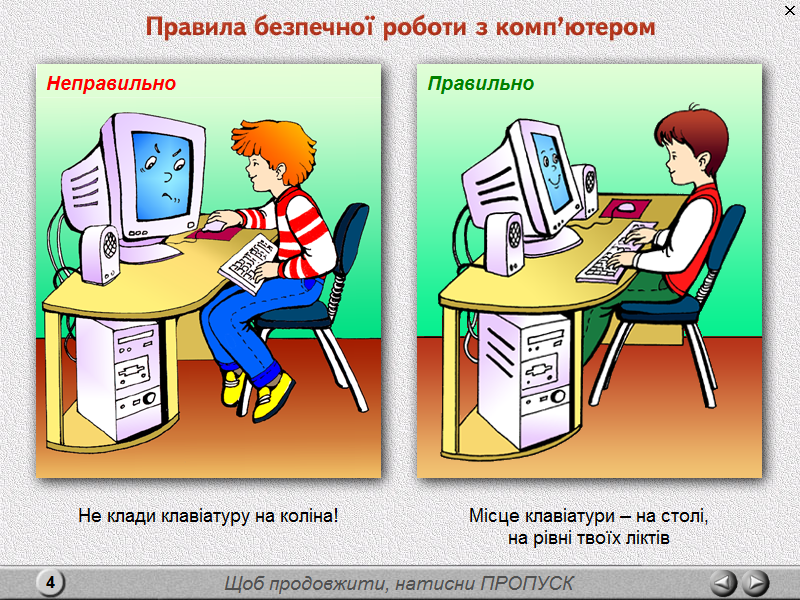 Правила безпечної роботи з комп'ютером
Неправильно
Правильно
Не клади клавіатуру на коліна!
Місце клавіатури – на столі,
на рівні твоїх ліктів
4
Щоб продовжити, натисни ПРОПУСК